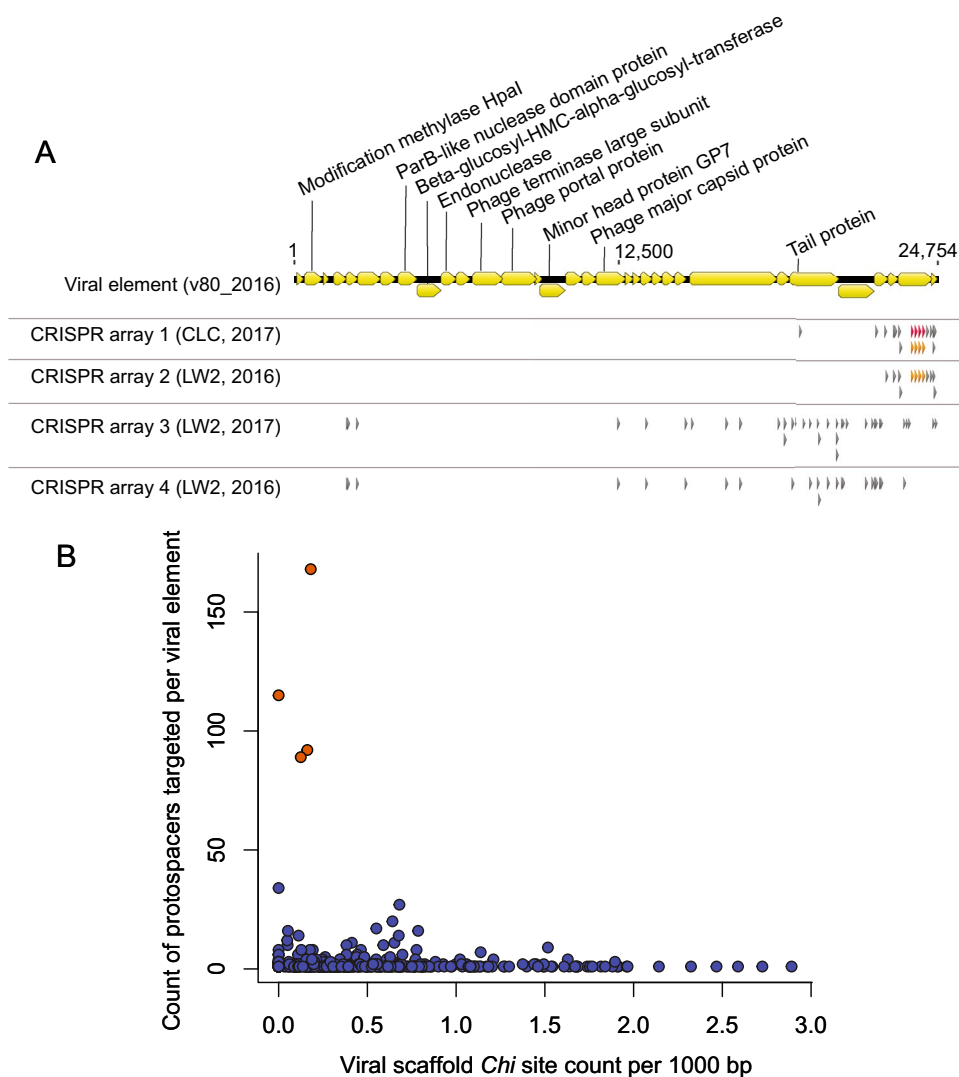 A
Modification methylase HpaI
ParB-like nuclease domain protein
Beta-glucosyl-HMC-alpha-glucosyl-transferase
Endonuclease
Phage terminase large subunit
Phage portal protein
Minor head protein GP7
Phage major capsid protein
Tail protein
1
12,500
24,754
Viral element (v80_2016)
CRISPR array 1 (CLC, 2017)
CRISPR array 2 (LW2, 2016)
CRISPR array 3 (LW2, 2017)
CRISPR array 4 (LW2, 2016)
B
Count of protospacers targeted per viral element
150
100
50
0
0.0 0.5 1.0 1.5 2.0 2.5 3.0
Viral scaffold Chi site count per 1000 bp